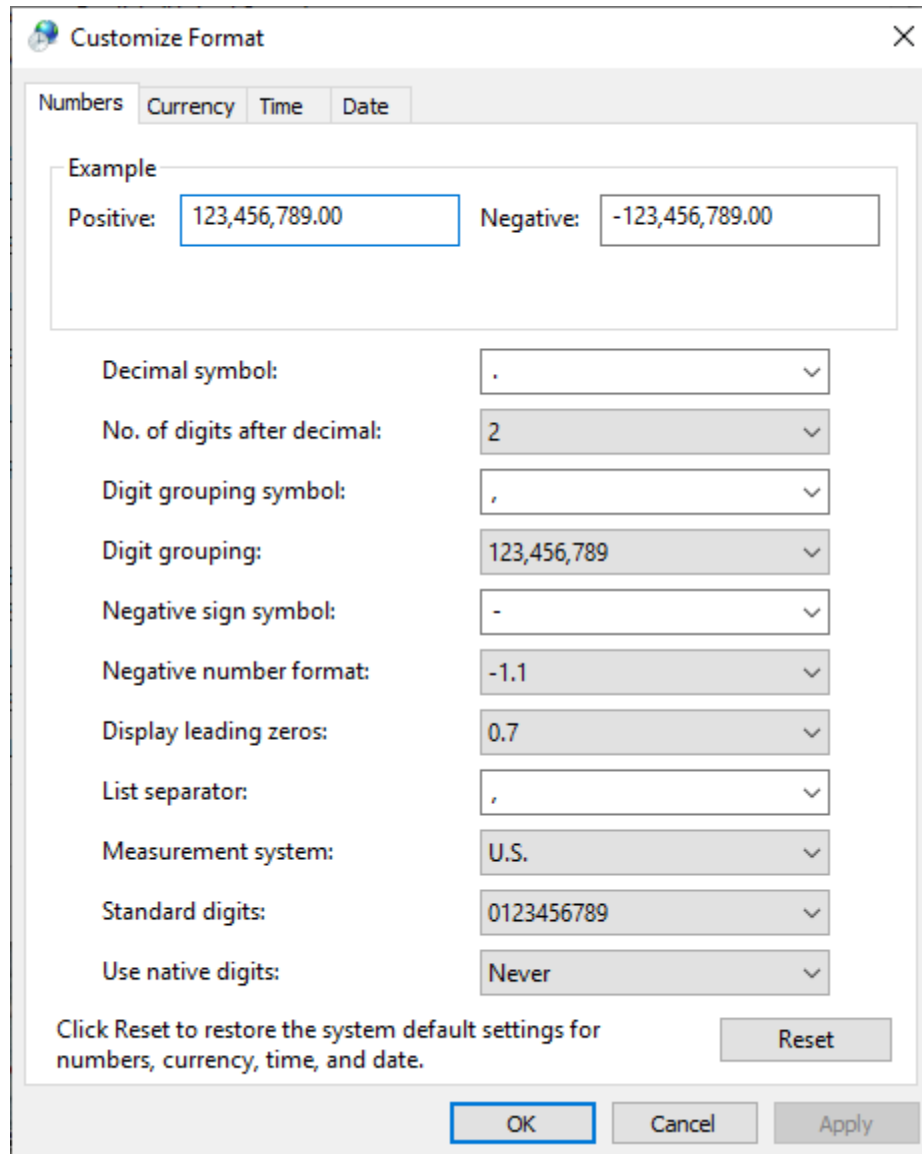 Customize Format
Numbers Currency Time Date
Example
Positive: 123,456,789.00 Negative: -123,456,789.00
Decimal symbol: .
No. of digits after decimal: 2
Digit grouping symbol: ,
Digit grouping: 123,456,789
Negative sign symbol: -
Negative number format: -1.1
Display leading zeros: 0.7
List separator: ,
Measurement system: U.S.
Standard digits: 0123456789
Use native digits: Never
Click Reset to restore the system default settings for
numbers, currency, time, and date.
Reset
OK Cancel Apply